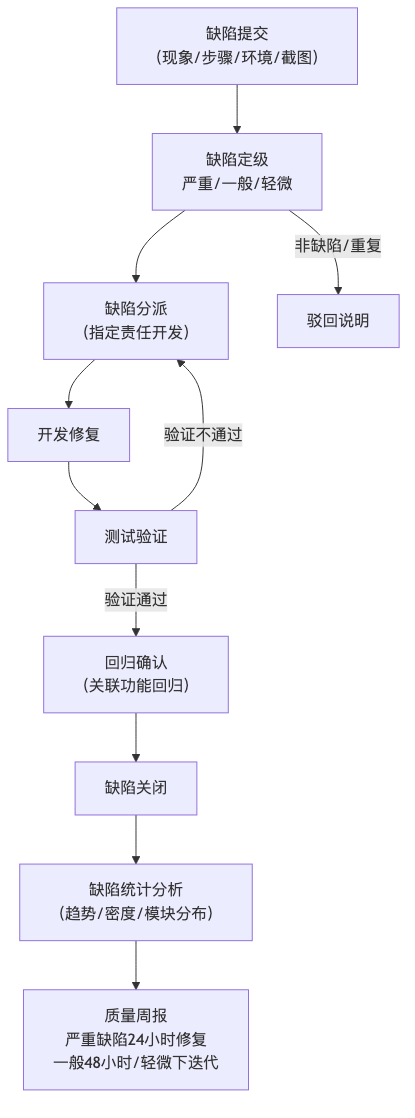 缺陷提交
(现象/步骤/环境/截图)
缺陷定级
严重/一般/轻微
非缺陷/重复
缺陷分派
(指定责任开发)
驳回说明
开发修复
验证不通过
测试验证
验证通过
回归确认
(关联功能回归)
缺陷关闭
缺陷统计分析
(趋势/密度/模块分布)
质量周报
严重缺陷24小时修复
一般48小时/轻微下迭代